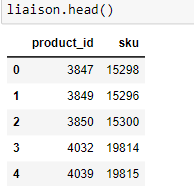 liaison.head()
product_id sku
0 3847 15298
1 3849 15296
2 3850 15300
3 4032 19814
4 4039 19815